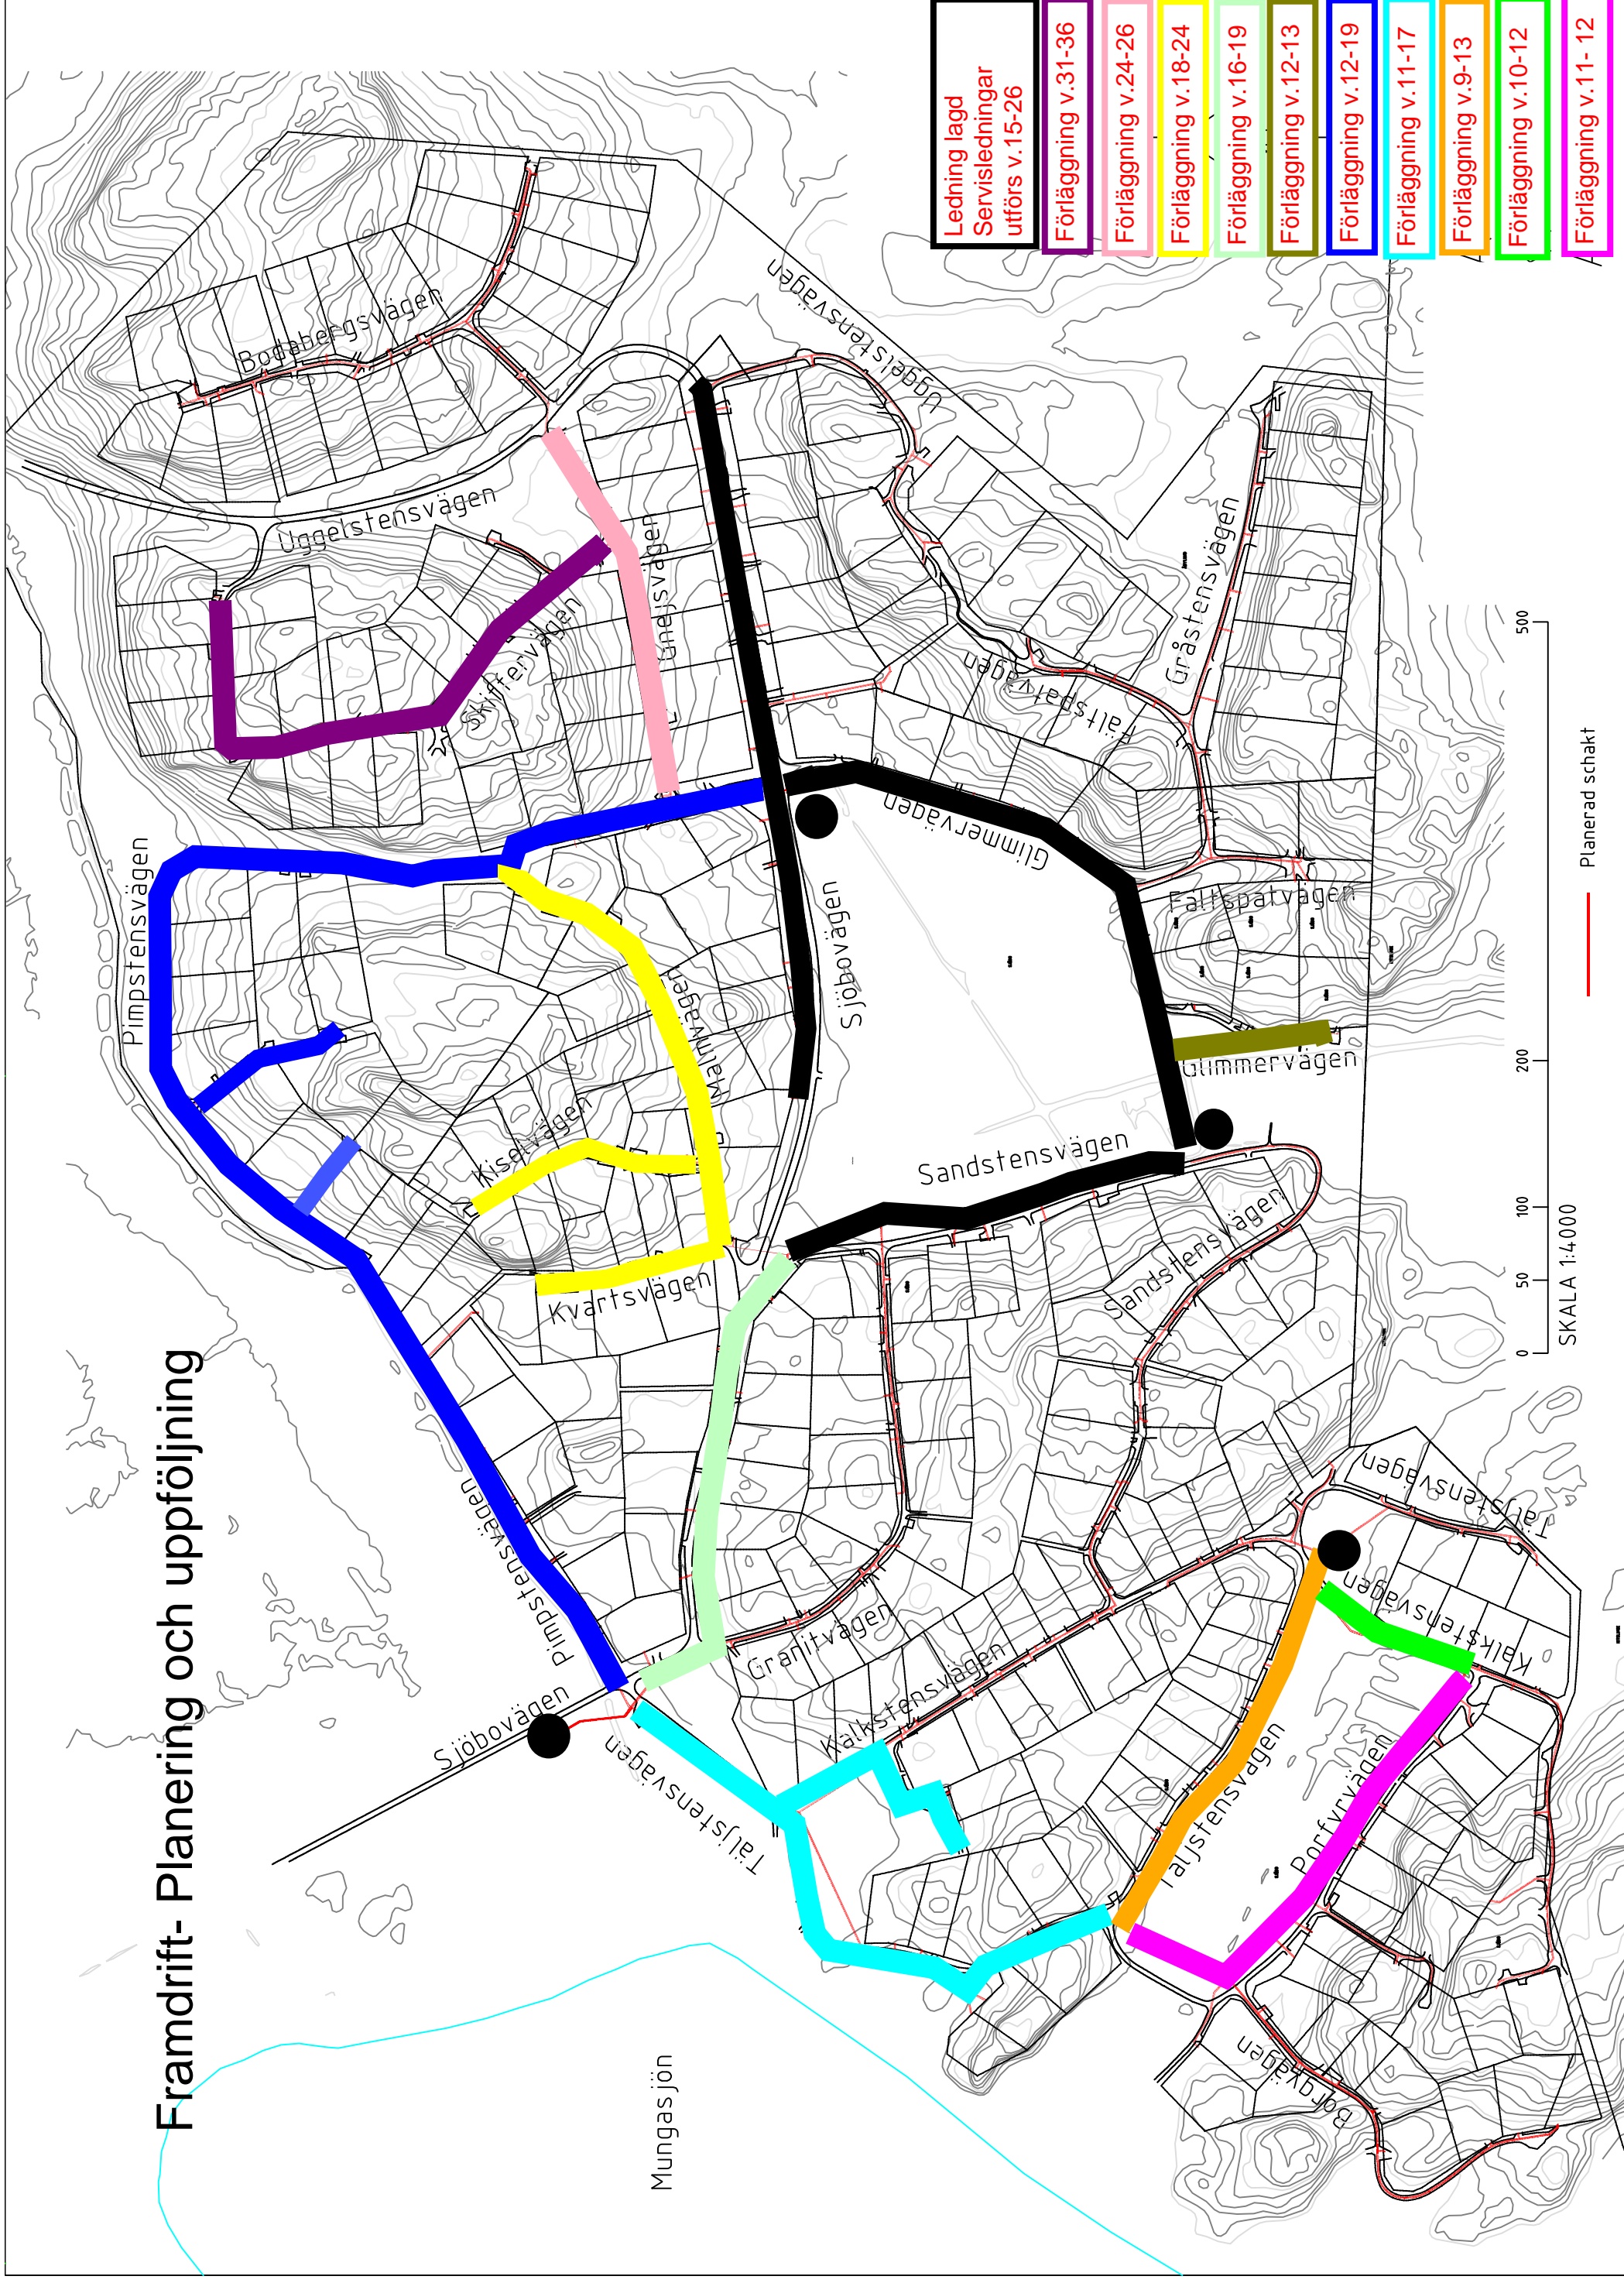 Framdrift- Planering och uppföljning
Ledning lagd
Servisledningar
utförs v.15-26
Förläggning v.31-36
Förläggning v.24-26
Förläggning v.18-24
Förläggning v.16-19
Förläggning v.12-13
Förläggning v.12-19
Förläggning v.11-17
Förläggning v.9-13
Förläggning v.10-12
Förläggning v.11- 12
Mungasjön
Sjöbovägen
Pimpstensvägen
Pimpstensvägen
Täljstensvägen
Kvartsvägen
Kiselvägen
Malmvägen
Skiffervägen
Uggelstensvägen
Bodabergsvägen
Gnejsvägen
Uggelstensvägen
Sjöbovägen
Glimmervägen
Fältspatvägen
Gråstensvägen
Fältspatvägen
Glimmervägen
Sandstensvägen
Sandstensvägen
Granitvägen
Kalkstensvägen
Täljstensvägen
Porfyrvägen
Kalkstensvägen
Täljstensvägen
Borgvägen
0 50 100 200 500
SKALA 1:4000
Planerad schakt